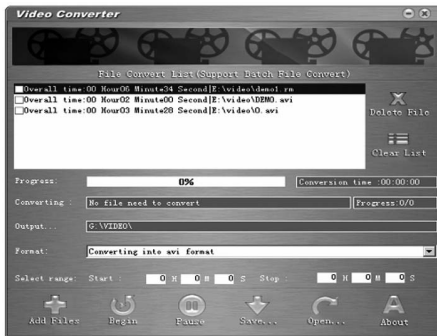 Video Converter
File Convert List(Support Batch File Convert)
Overall time:00 Hour06 Minute34 Second|E:\video\demo1.rm
Overall time:00 Hour02 Minute00 Second|E:\video\DEMO.avi
Overall time:00 Hour03 Minute28 Second|E:\video\0.avi
Delete File
Clear List
Progress: 0% Conversion time :00:00:00
Converting : No file need to convert Progress:0/0
Output... G:\VIDEO\
Format: Converting into avi format
Select range: Start : 0 H 0 M 0 S Stop : 0 H 0 M 0 S
Add Files Begin Pause Save... Open... About